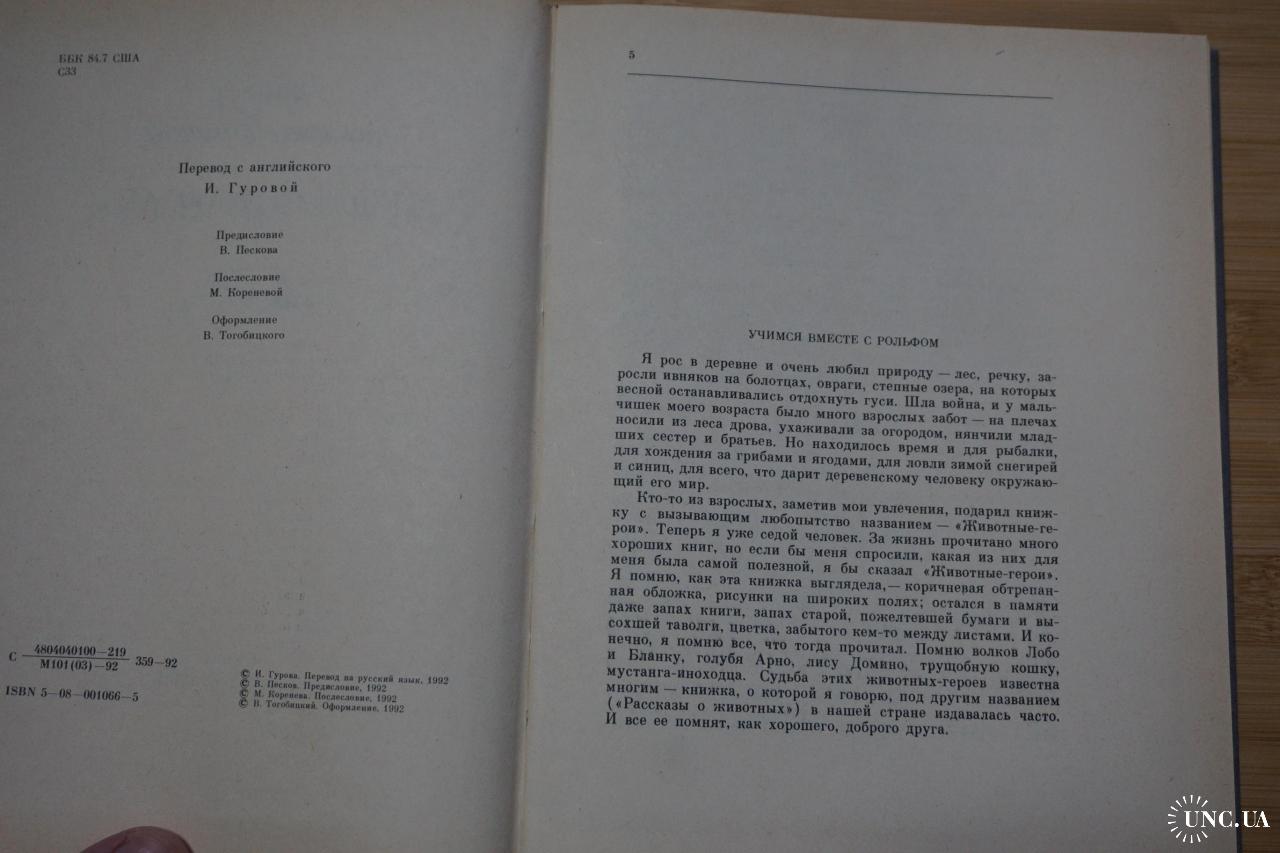 ББК 84.7 США
С33
Перевод с английского
И. Гуровой
Предисловие
В. Пескова
Послесловие
М. Кореневой
Оформление
В. Тогобицкого
С 4804040100—219
М101(03)—92 359—92
ISBN 5—08—001066—5
© И. Гурова. Перевод на русский язык, 1992
© В. Песков. Предисловие, 1992
© М. Коренева. Послесловие, 1992
© В. Тогобицкий. Оформление, 1992
5
УЧИМСЯ ВМЕСТЕ С РОЛЬФОМ
Я рос в деревне и очень любил природу — лес, речку, за-
росли ивняков на болотцах, овраги, степные озера, на которых
весной останавливались отдохнуть гуси. Шла война, и у маль-
чишек моего возраста было много взрослых забот — на плечах
носили из леса дрова, ухаживали за огородом, нянчили млад-
ших сестер и братьев. Но находилось время и для рыбалки,
для хождения за грибами и ягодами, для ловли зимой снегирей
и синиц, для всего, что дарит деревенскому человеку окружаю-
щий его мир.
Кто-то из взрослых, заметив мои увлечения, подарил книж-
ку с вызывающим любопытство названием — «Животные-ге-
рои». Теперь я уже седой человек. За жизнь прочитано много
хороших книг, но если бы меня спросили, какая из них для
меня была самой полезной, я бы сказал «Животные-герои».
Я помню, как эта книжка выглядела,— коричневая обтрепан-
ная обложка, рисунки на широких полях; остался в памяти
даже запах книги, запах старой, пожелтевшей бумаги и вы-
сохшей таволги, цветка, забытого кем-то между листами. И ко-
нечно, я помню все, что тогда прочитал. Помню волков Лобо
и Бланку, голубя Арно, лису Домино, трущобную кошку,
мустанга-иноходца. Судьба этих животных-героев известна
многим — книжка, о которой я говорю, под другим названием
(«Рассказы о животных») в нашей стране издавалась часто.
И все ее помнят, как хорошего, доброго друга.
UNC.UA